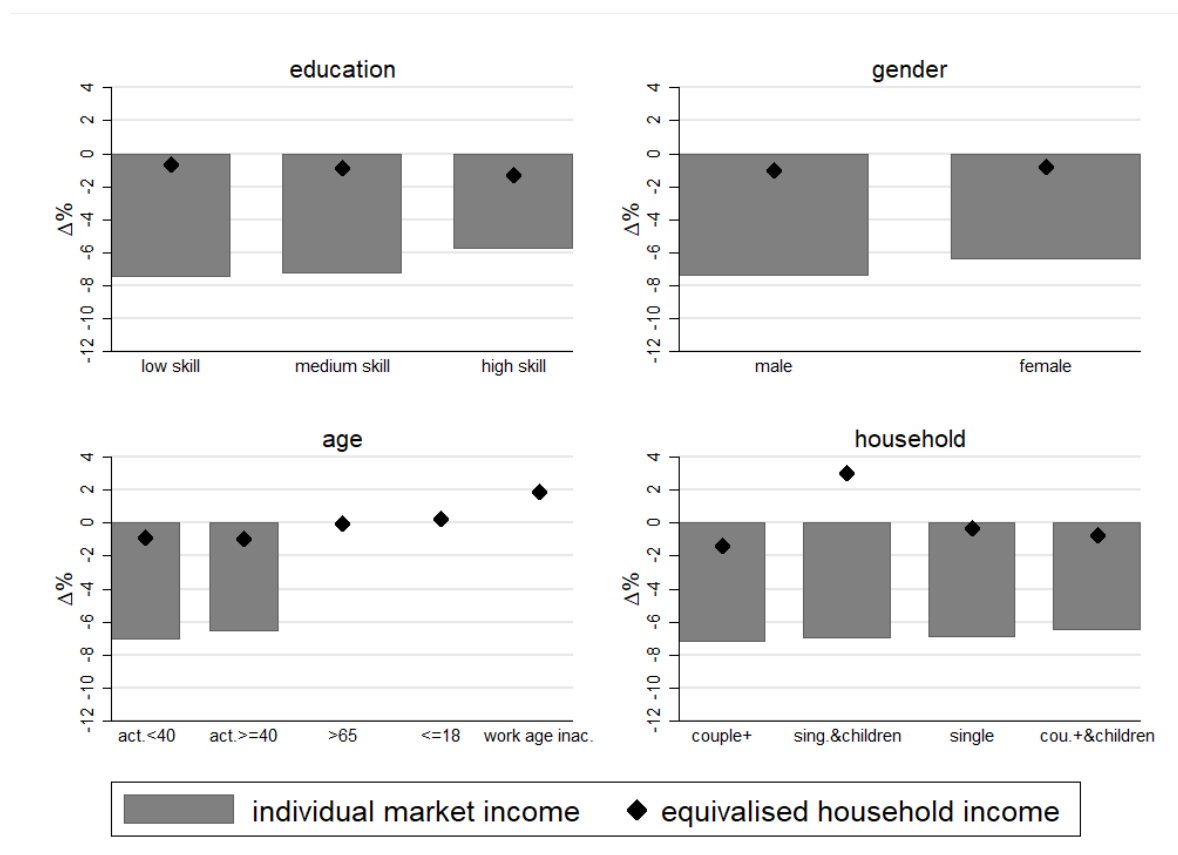 education
4
2
0
-2
-4
-6
-8
-10
-12
Δ%
low skill medium skill high skill
gender
4
2
0
-2
-4
-6
-8
-10
-12
Δ%
male female
age
4
2
0
-2
-4
-6
-8
-10
-12
Δ%
act.<40 act.>=40 >65 <=18 work age inac.
household
4
2
0
-2
-4
-6
-8
-10
-12
Δ%
couple+ sing.&children single cou.+&children
individual market income equivalised household income